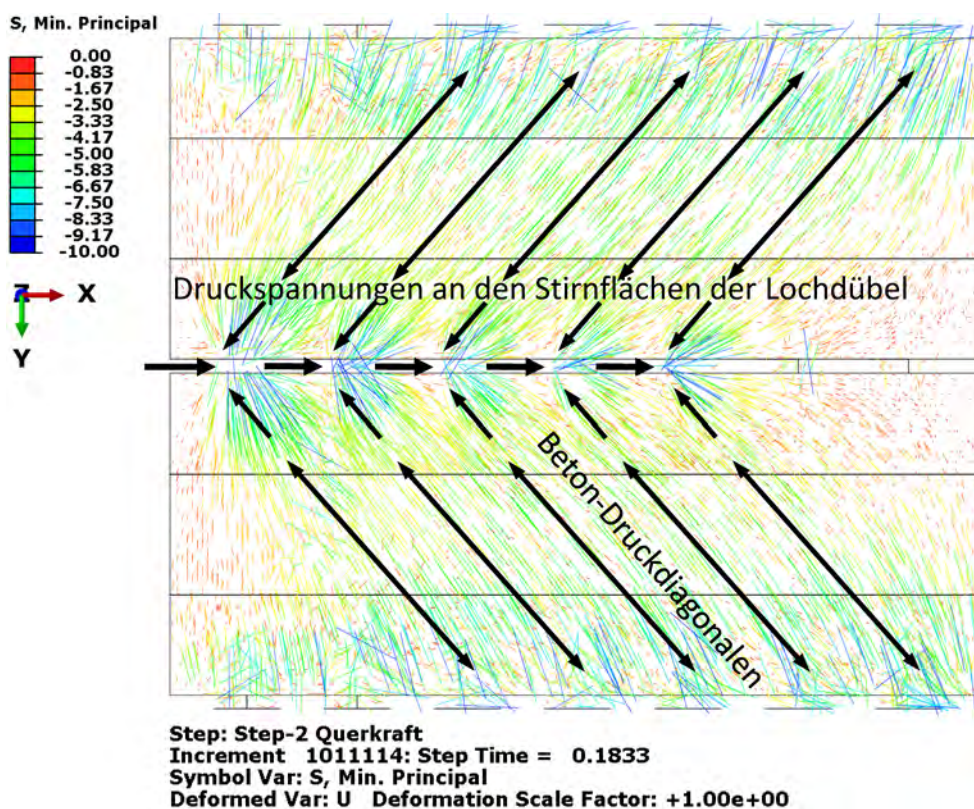 S, Min. Principal
0.00
-0.83
-1.67
-2.50
-3.33
-4.17
-5.00
-5.83
-6.67
-7.50
-8.33
-9.17
-10.00
Z X
Y
Druckspannungen an den Stirnflächen der Lochdübel
Beton-Druckdiagonalen
Step: Step-2 Querkraft
Increment 1011114: Step Time = 0.1833
Symbol Var: S, Min. Principal
Deformed Var: U Deformation Scale Factor: +1.00e+00